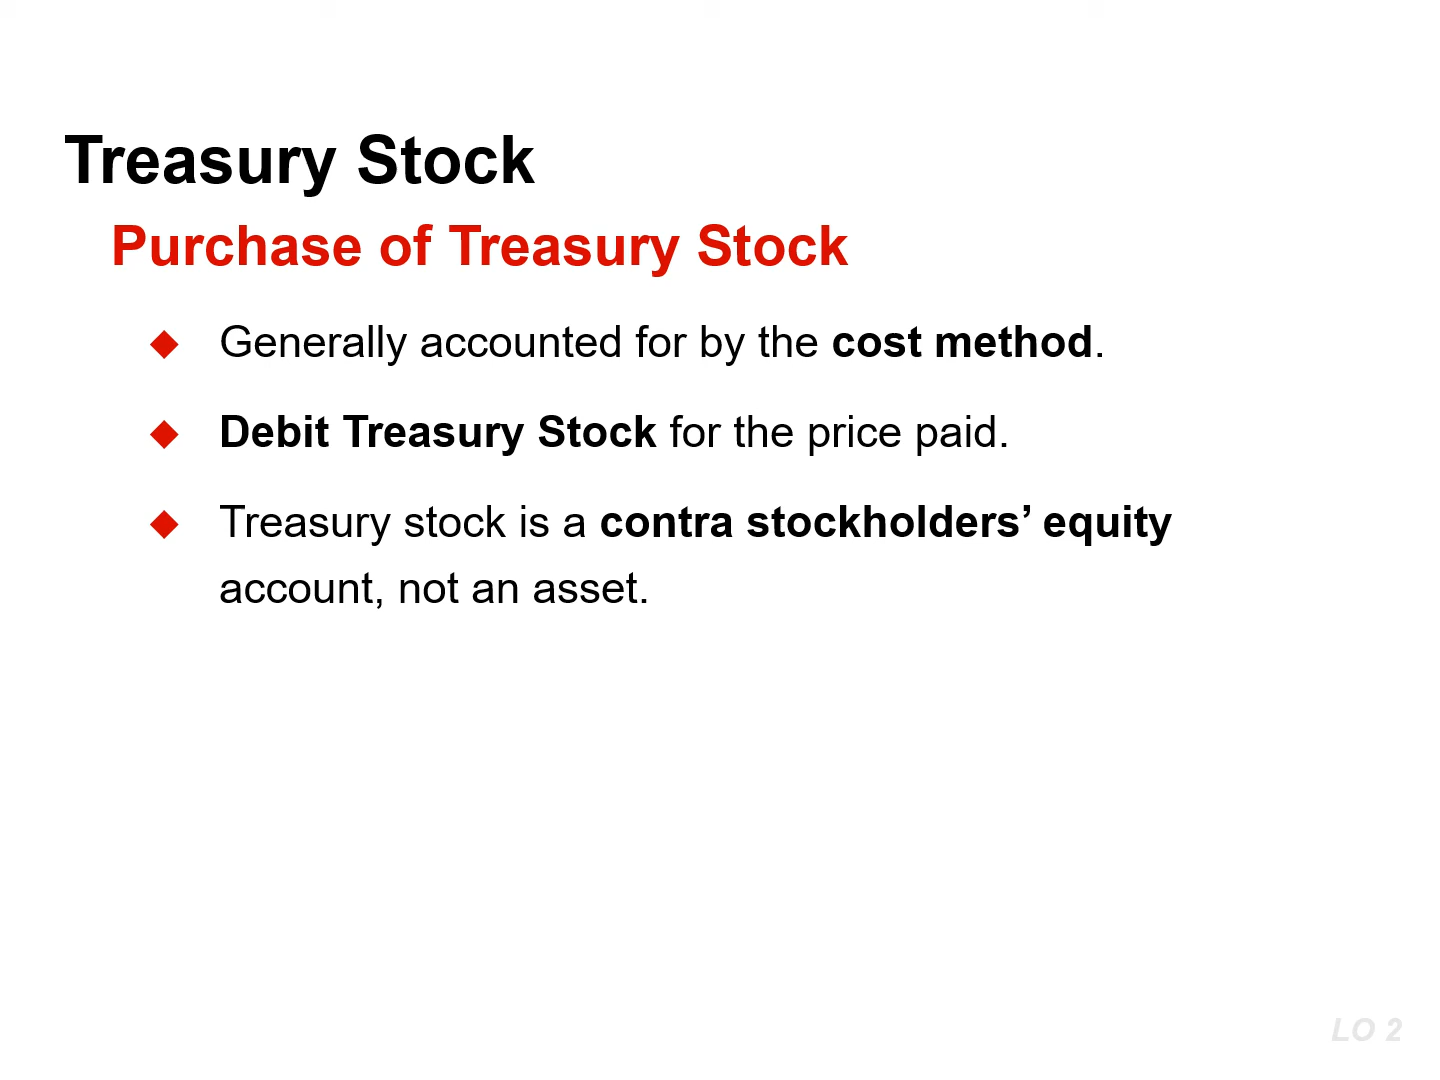 Treasury Stock
Purchase of Treasury Stock
◆ Generally accounted for by the cost method.
◆ Debit Treasury Stock for the price paid.
◆ Treasury stock is a contra stockholders’ equity
account, not an asset.
LO 2